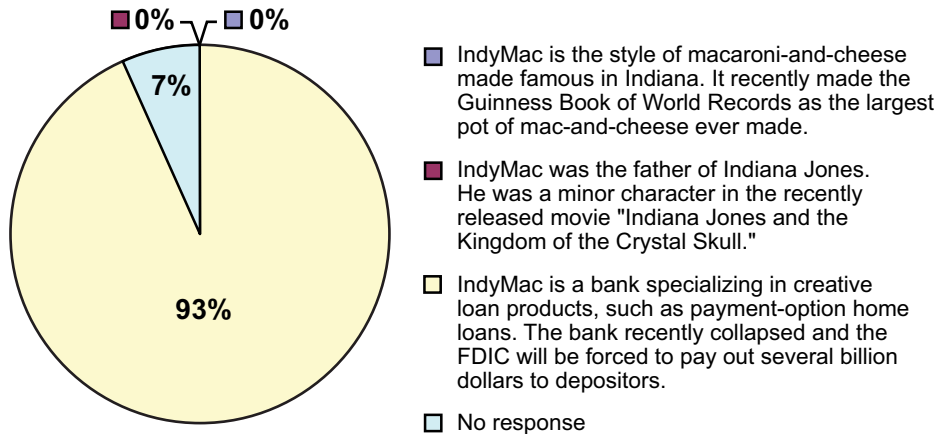 0% 0%
7%
93%
IndyMac is the style of macaroni-and-cheese
made famous in Indiana. It recently made the
Guinness Book of World Records as the largest
pot of mac-and-cheese ever made.
IndyMac was the father of Indiana Jones.
He was a minor character in the recently
released movie "Indiana Jones and the
Kingdom of the Crystal Skull."
IndyMac is a bank specializing in creative
loan products, such as payment-option home
loans. The bank recently collapsed and the
FDIC will be forced to pay out several billion
dollars to depositors.
No response